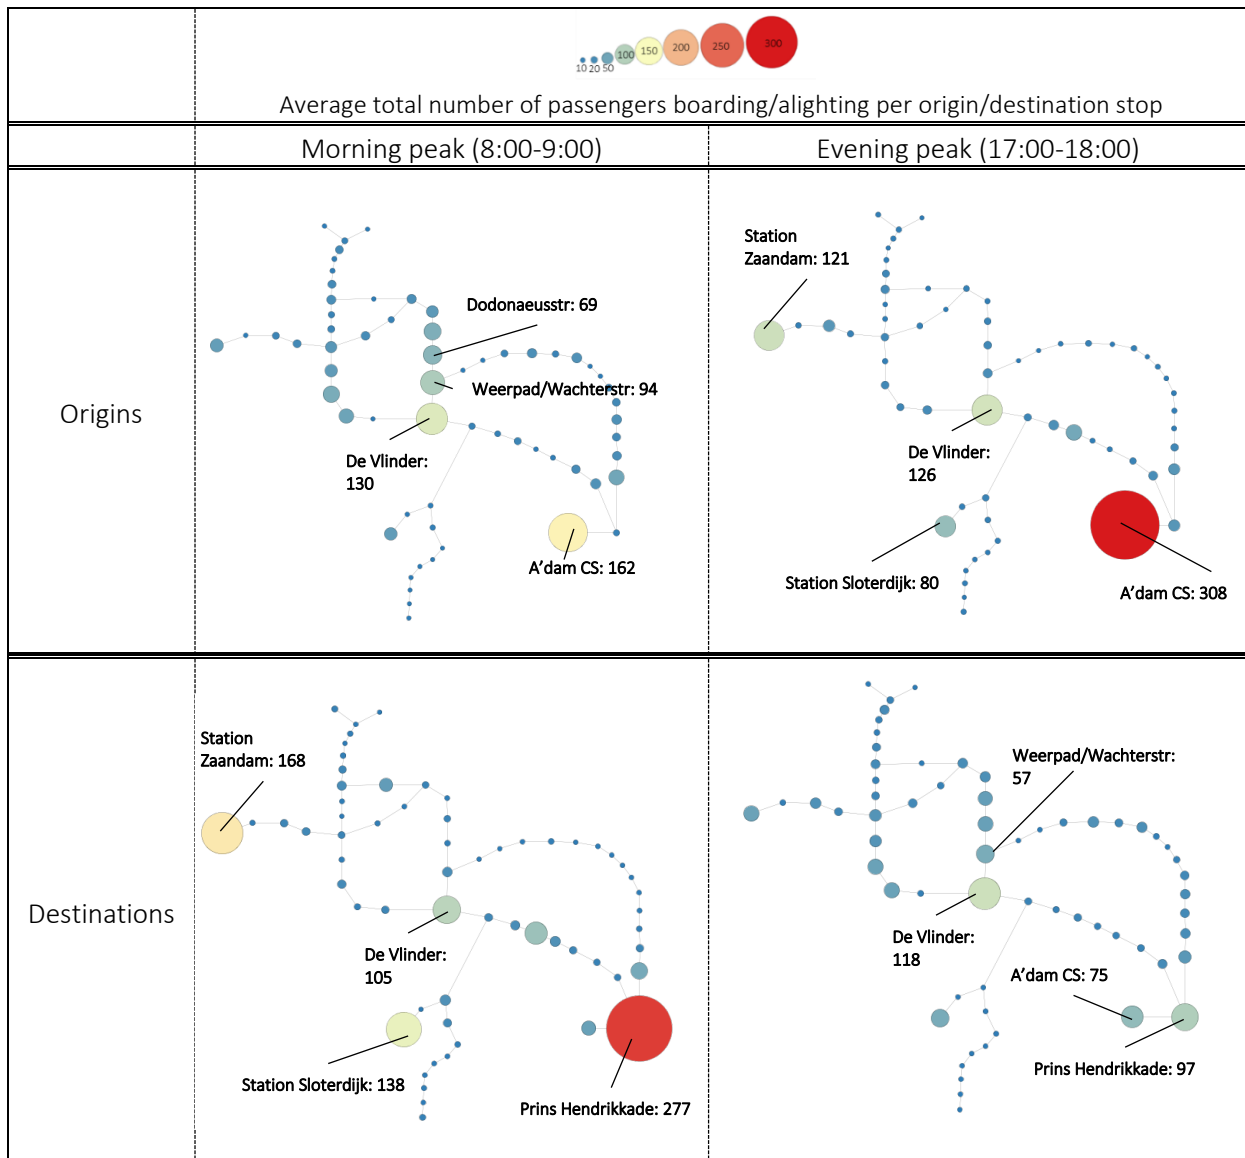 10 20 50 100 150 200 250 300
Average total number of passengers boarding/alighting per origin/destination stop
Morning peak (8:00-9:00)
Evening peak (17:00-18:00)
Origins
Dodonaeusstr: 69
Weerpad/Wachterstr: 94
De Vlinder:
130
A'dam CS: 162
Station
Zaandam: 121
De Vlinder:
126
Station Sloterdijk: 80
A'dam CS: 308
Destinations
Station
Zaandam: 168
De Vlinder:
105
Station Sloterdijk: 138
Prins Hendrikkade: 277
Weerpad/Wachterstr:
57
De Vlinder:
118
A'dam CS: 75
Prins Hendrikkade: 97